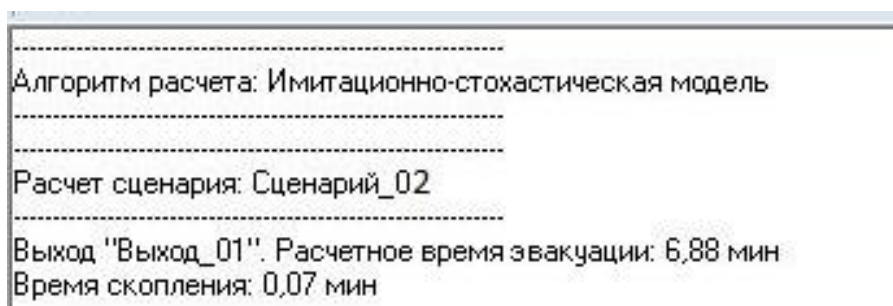 Алгоритм расчета: Имитационно-стохастическая модель
Расчет сценария: Сценарий_02
Выход "Выход_01". Расчетное время эвакуации: 6,88 мин
Время скопления: 0,07 мин